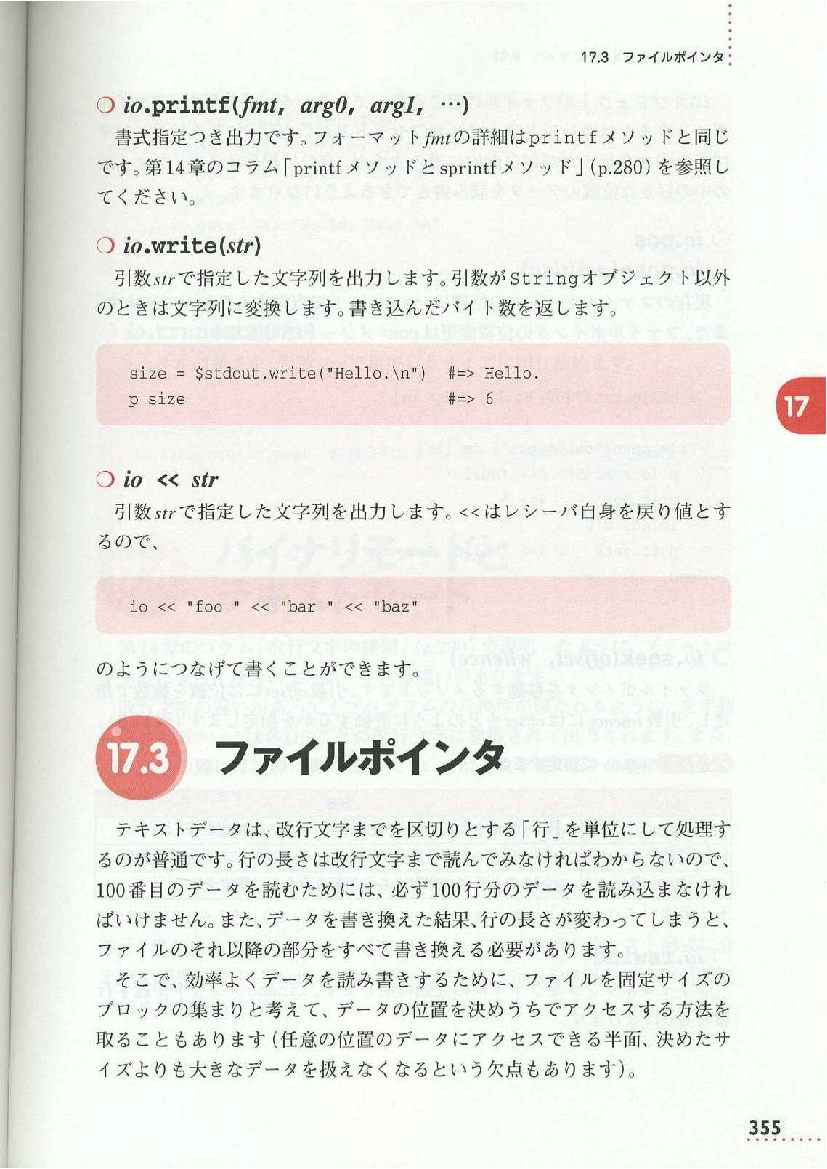 17.3 ファイルポインタ
❍ io.printf(fmt, arg0, arg1, …)
書式指定つき出力です。フォーマットfmtの詳細はprintfメソッドと同じ
です。第14章のコラム「printfメソッドとsprintfメソッド」(p.280)を参照し
てください。
❍ io.write(str)
引数strで指定した文字列を出力します。引数がStringオブジェクト以外
のときは文字列に変換します。書き込んだバイト数を返します。
size = $stdout.write("Hello.\n") #=> Hello.
p size #=> 6
17
❍ io << str
引数strで指定した文字列を出力します。<<はレシーバ自身を戻り値とす
るので、
io << "foo " << "bar " << "baz"
のようにつなげて書くことができます。
17.3 ファイルポインタ
テキストデータは、改行文字までを区切りとする「行」を単位にして処理す
るのが普通です。行の長さは改行文字まで読んでみなければわからないので、
100番目のデータを読むためには、必ず100行分のデータを読み込まなけれ
ばいけません。また、データを書き換えた結果、行の長さが変わってしまうと、
ファイルのそれ以降の部分をすべて書き換える必要があります。
そこで、効率よくデータを読み書きするために、ファイルを固定サイズの
ブロックの集まりと考えて、データの位置を決めうちでアクセスする方法を
取ることもあります(任意の位置のデータにアクセスできる半面、決めたサ
イズよりも大きなデータを扱えなくなるという欠点もあります)。
355